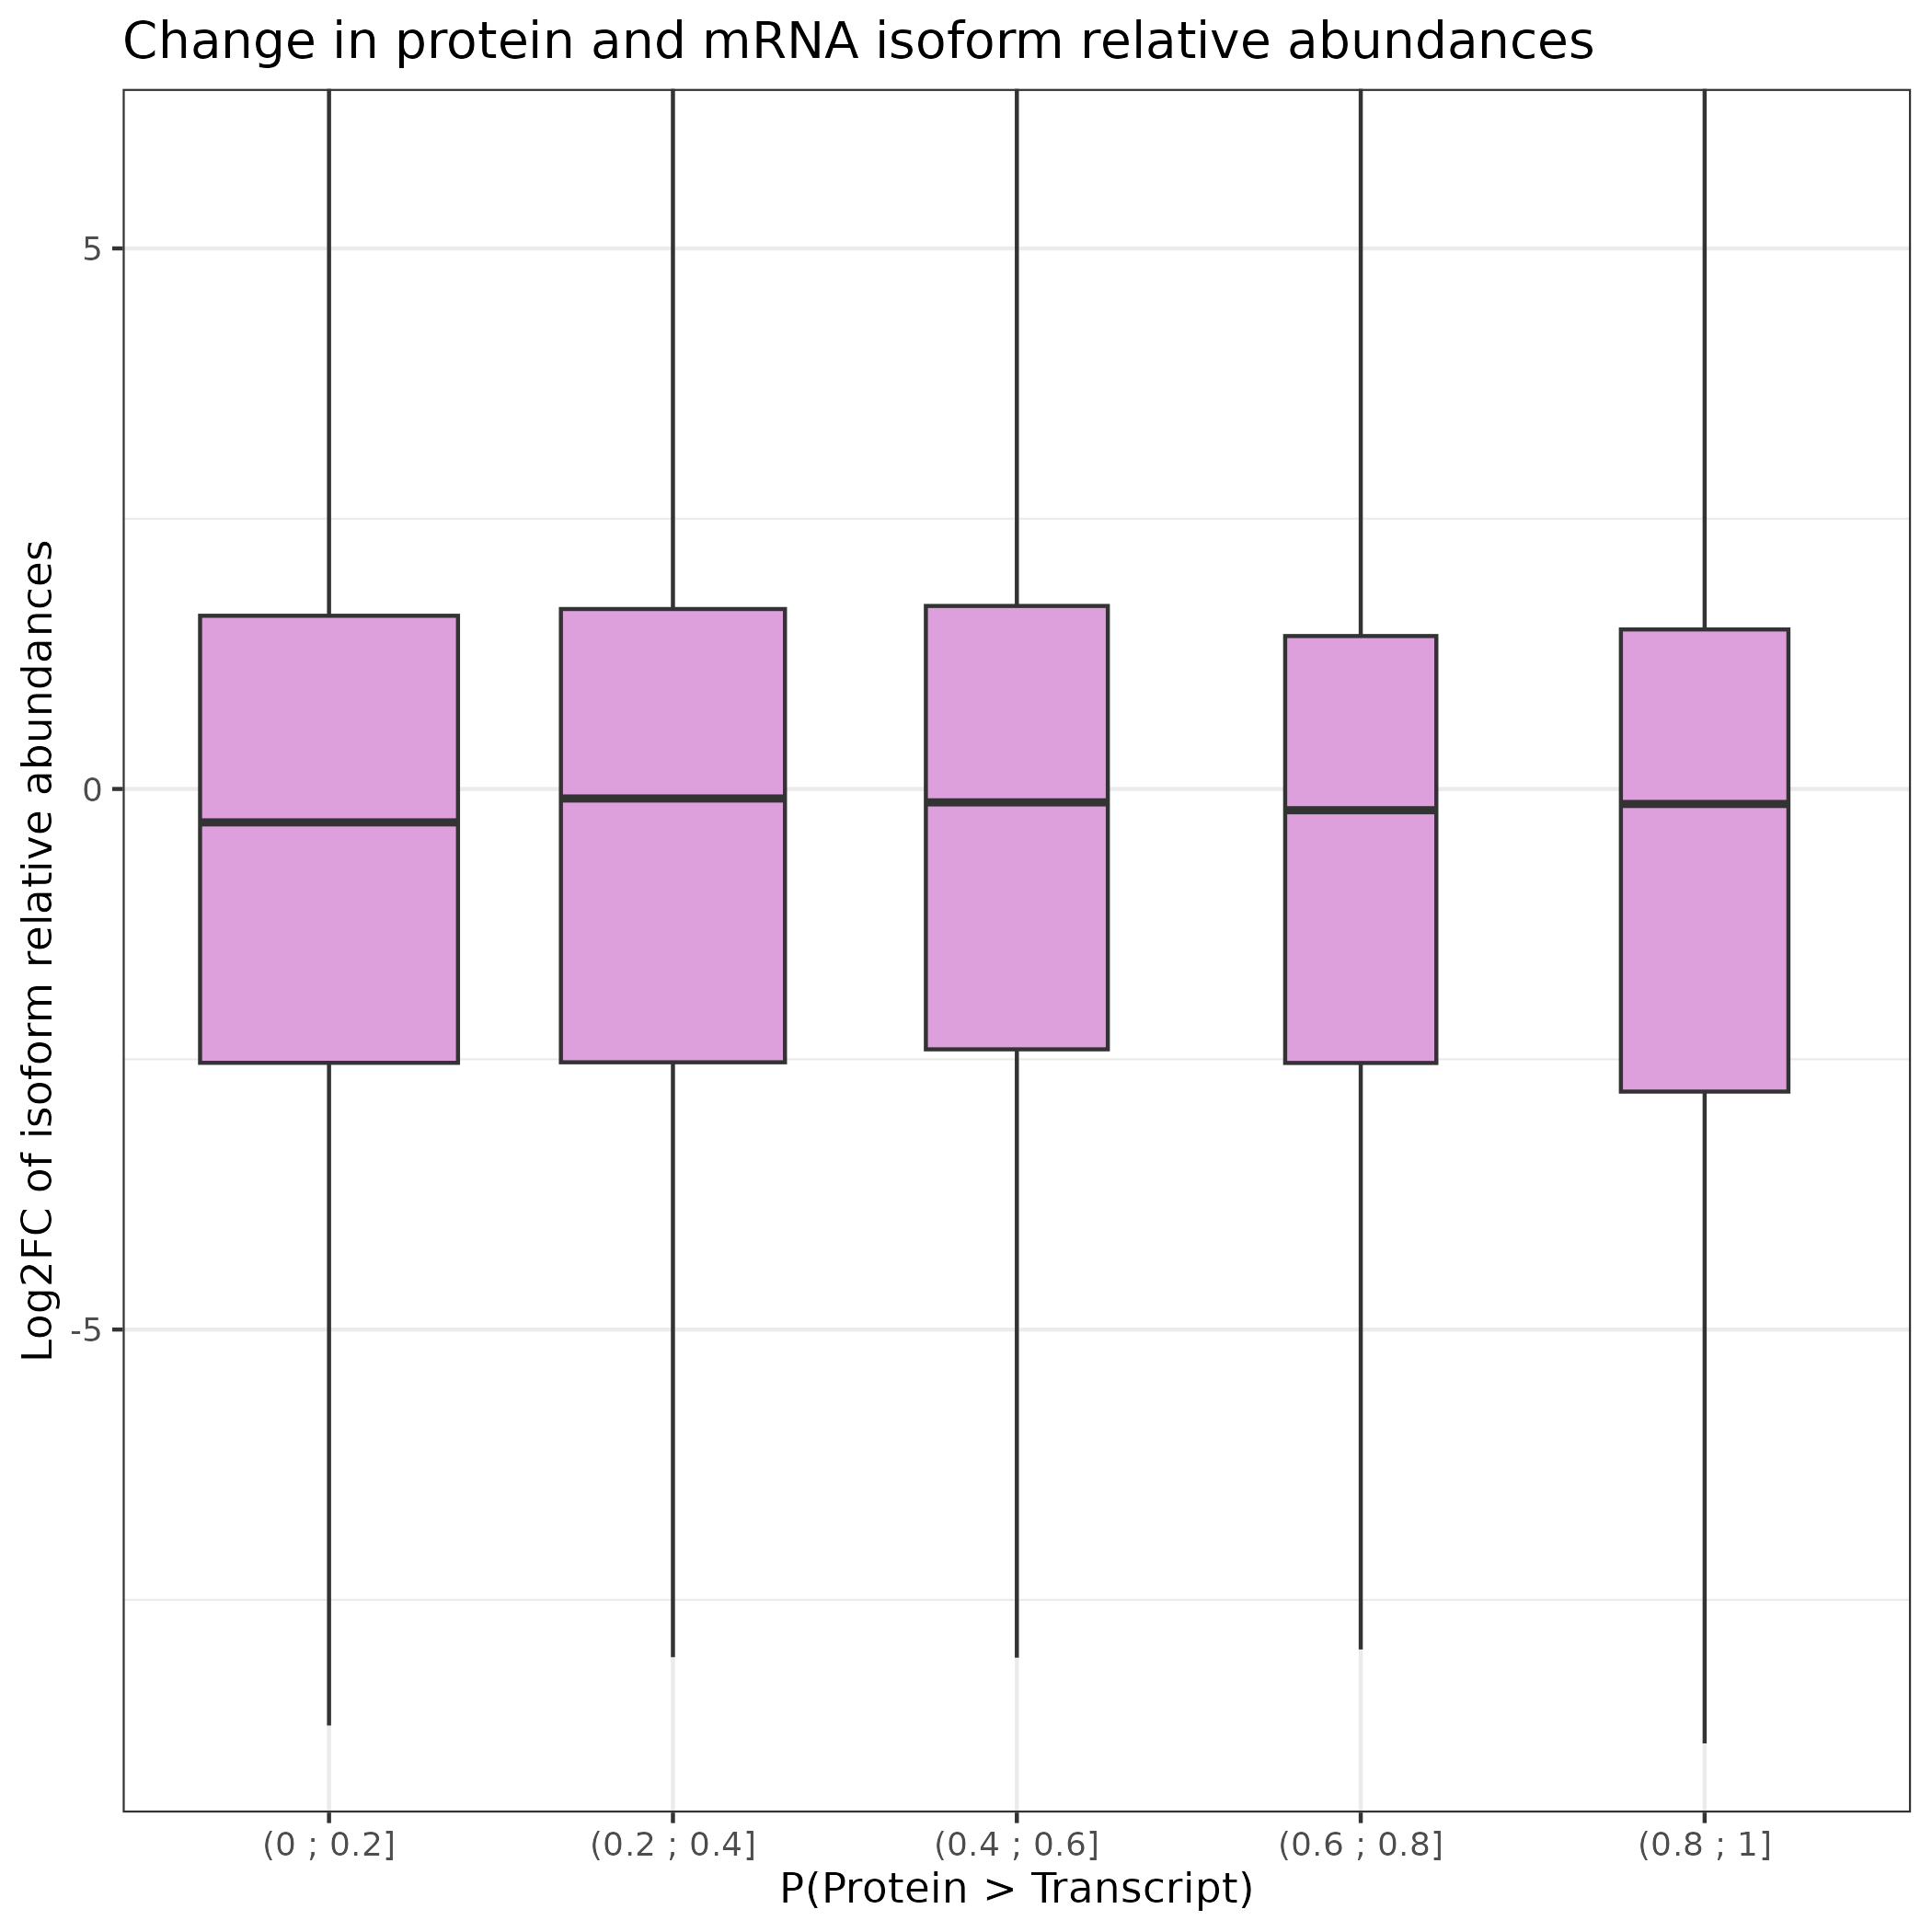 Change in protein and mRNA isoform relative abundances
Log2FC of isoform relative abundances
5
0
-5
(0 ; 0.2]
(0.2 ; 0.4]
(0.4 ; 0.6]
(0.6 ; 0.8]
(0.8 ; 1]
P(Protein > Transcript)